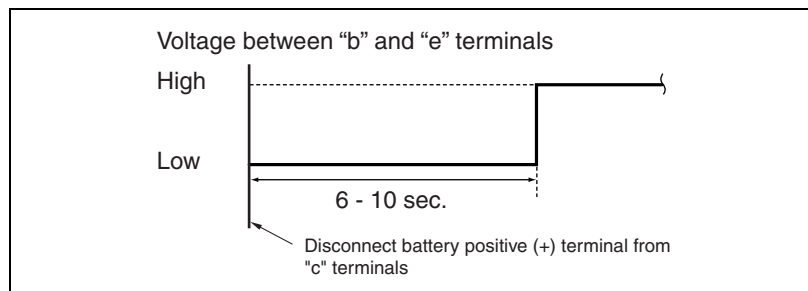 Voltage between “b” and “e” terminals
High
Low
6 - 10 sec.
Disconnect battery positive (+) terminal from
"c" terminals